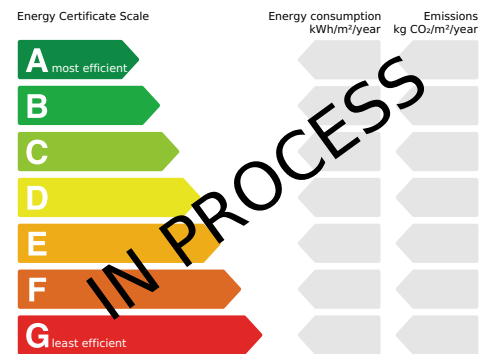 Energy Certificate Scale
Energy consumption
kWh/m²/year
Emissions
kg CO₂/m²/year
A most efficient
B
C
D
E
F
G least efficient
IN PROCESS